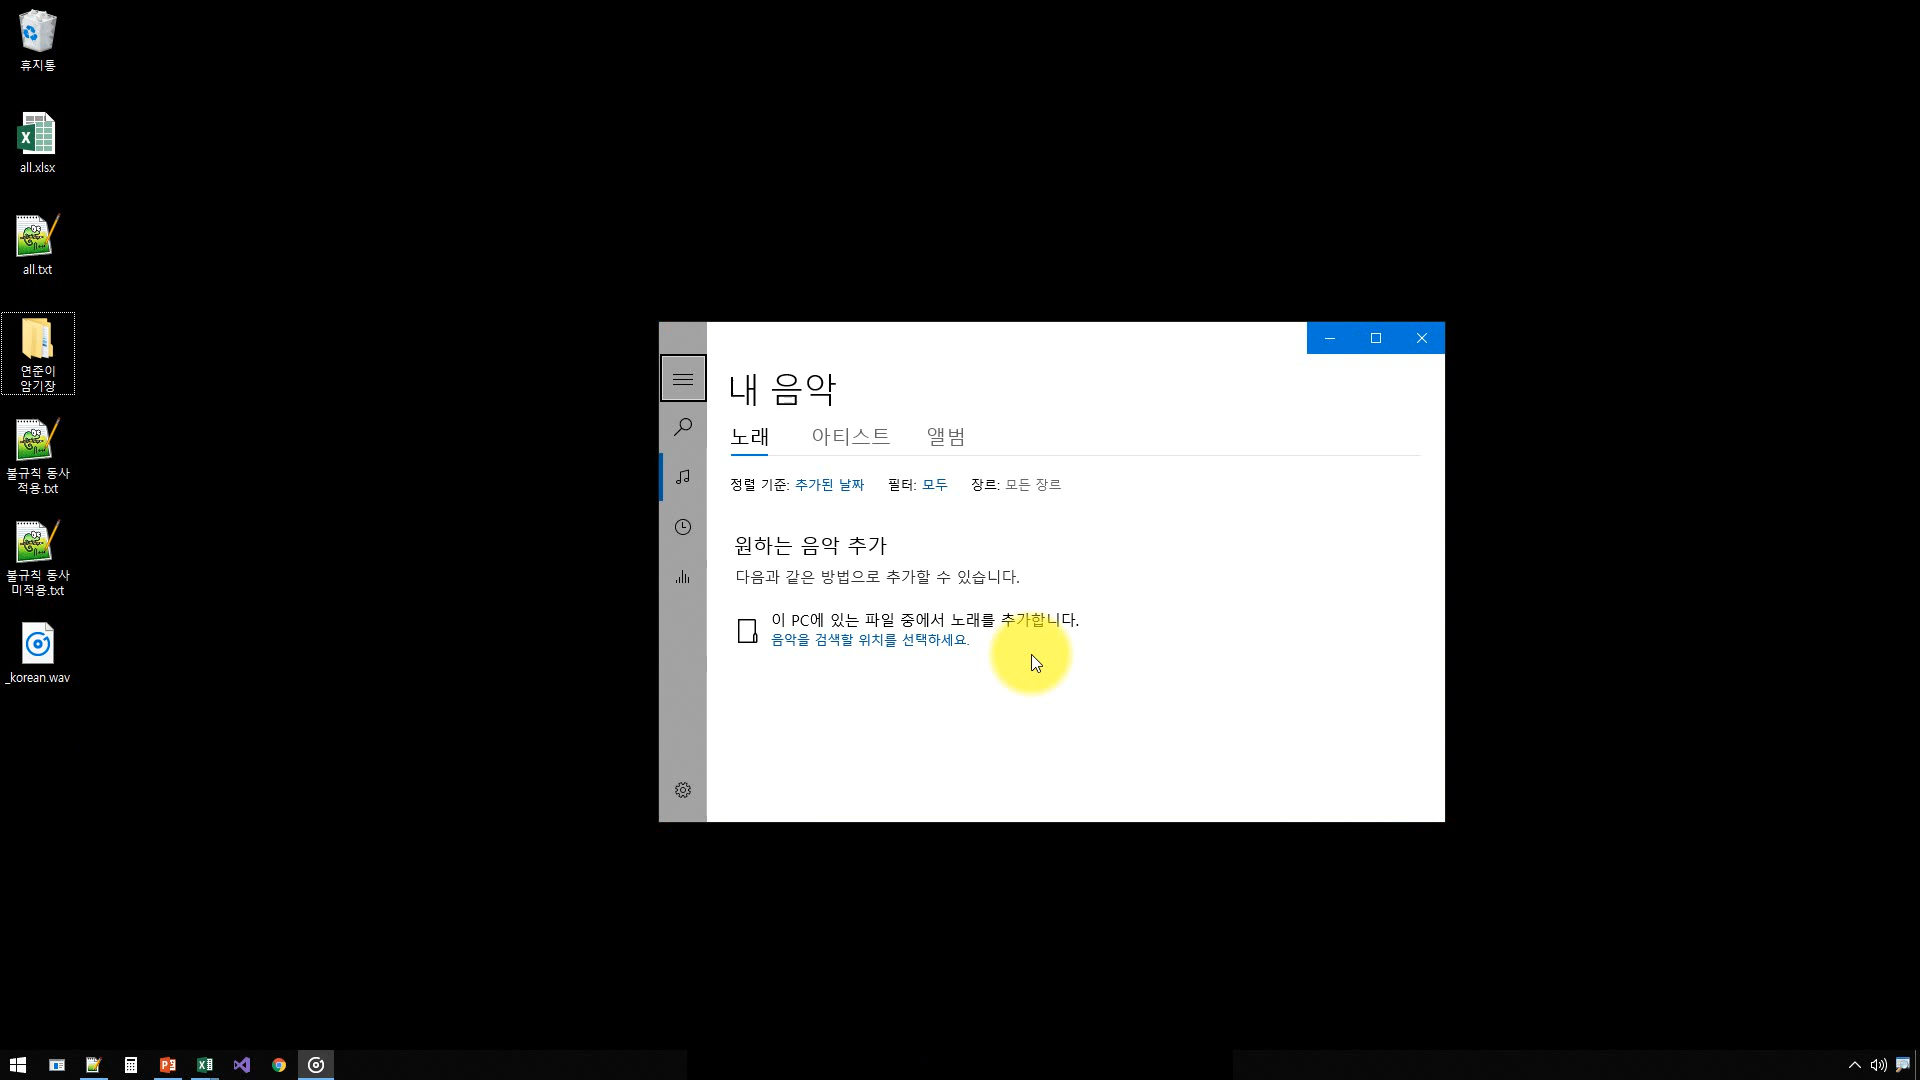 휴지통
all.xlsx
all.txt
연준이
암기장
불규칙 동사
적용.txt
불규칙 동사
미적용.txt
_korean.wav
내 음악
노래 아티스트 앨범
정렬 기준: 추가된 날짜 필터: 모두 장르: 모든 장르
원하는 음악 추가
다음과 같은 방법으로 추가할 수 있습니다.
이 PC에 있는 파일 중에서 노래를 추가합니다.
음악을 검색할 위치를 선택하세요.